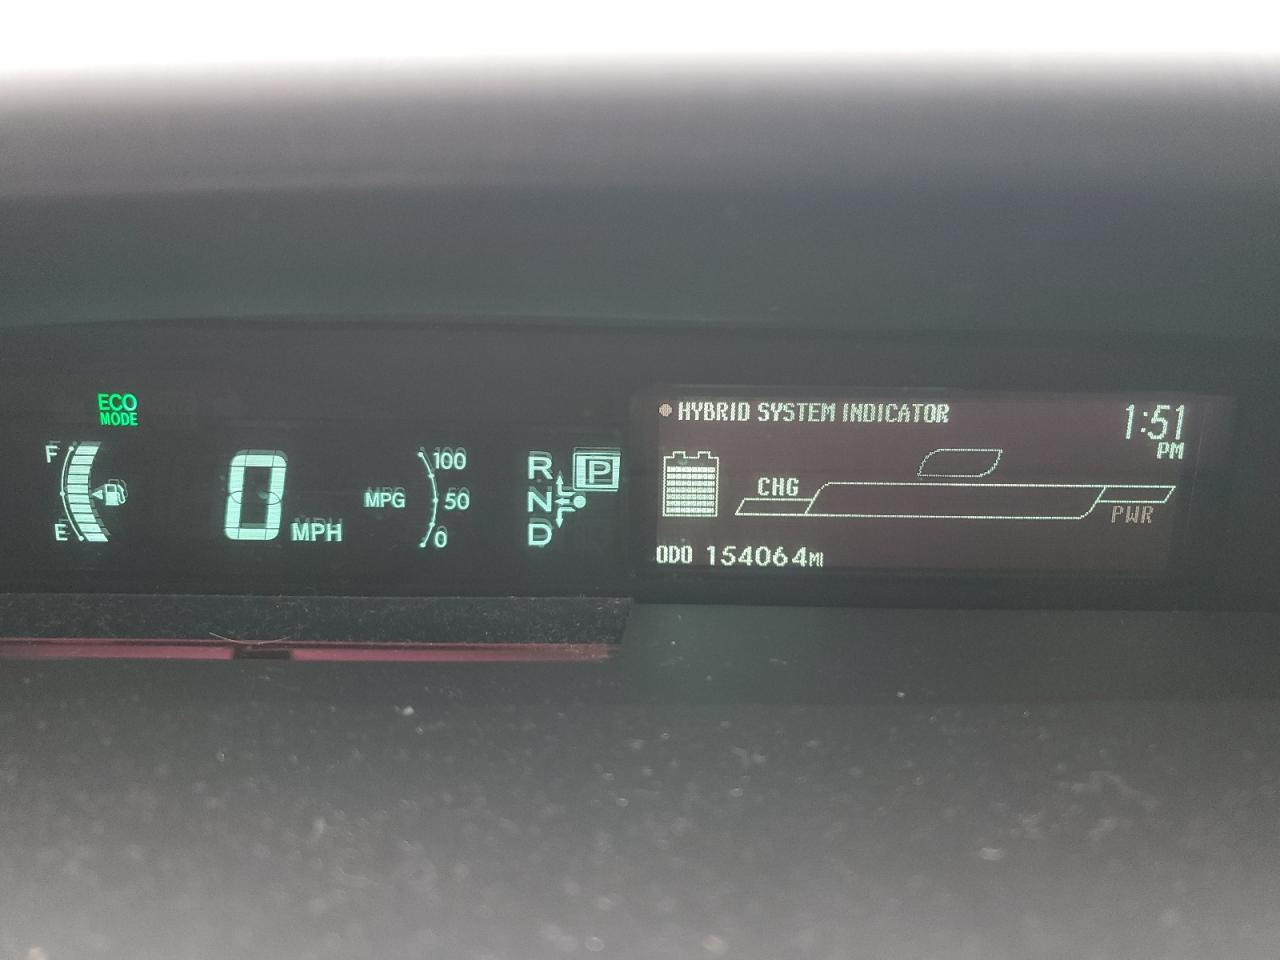 ECO
MODE
F
E
0 MPH
MPG
100
50
0
R
N
D
P
HYBRID SYSTEM INDICATOR
1:51
PM
CHG
PWR
ODO 154064MI